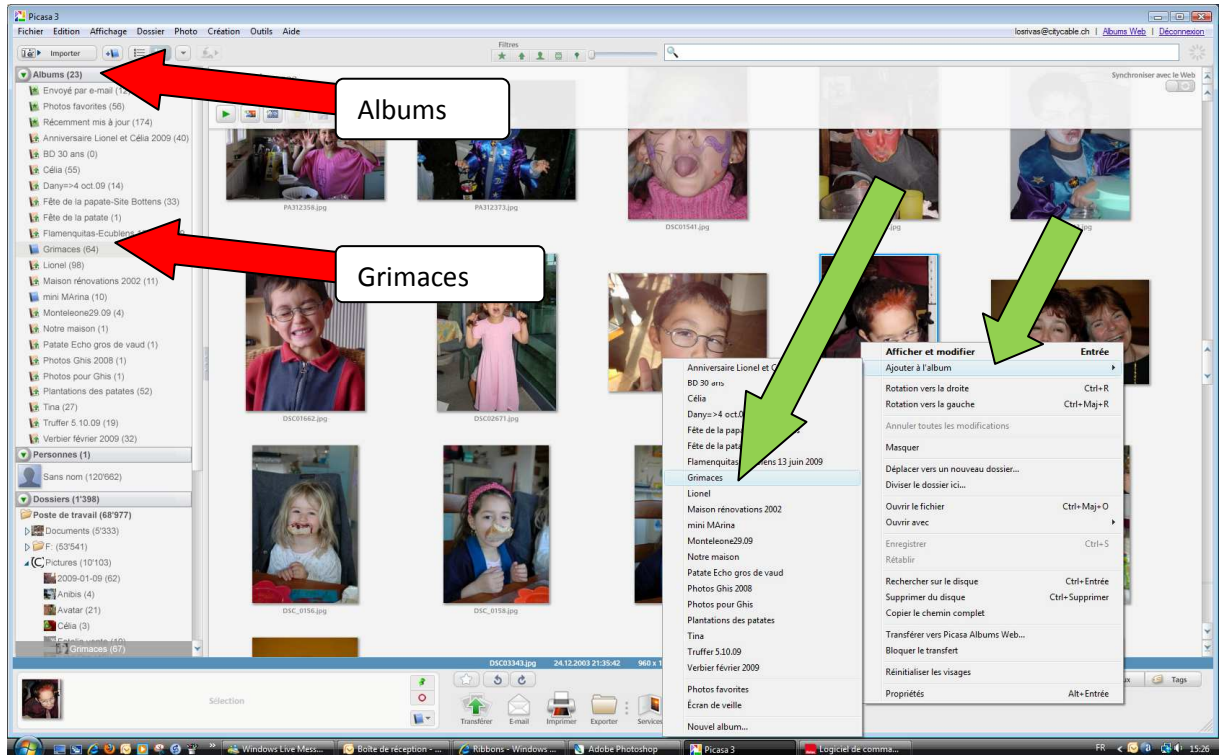 Picasa 3
Fichier Edition Affichage Dossier Photo Création Outils Aide
losrivas@citycable.ch | Albums Web | Déconnexion
Importer
Filtres
Albums (23)
Synchroniser avec le Web
Envoyé par e-mail
Photos favorites (56)
Récemment mis à jour (174)
Anniversaire Lionel et Célia 2009 (40)
BD 30 ans (0)
Célia (55)
Dany=>4 oct.09 (14)
Fête de la papate-Site Bottens (33)
Fête de la patate (1)
Flamenquitas-Ecublens
Grimaces (64)
Lionel (98)
Maison rénovations 2002 (11)
mini MArina (10)
Monteleone29.09 (4)
Notre maison (1)
Patate Echo gros de vaud (1)
Photos Ghis 2008 (1)
Photos pour Ghis (1)
Plantations des patates (52)
Tina (27)
Truffer 5.10.09 (19)
Verbier février 2009 (32)
Personnes (1)
Sans nom (120'662)
Dossiers (1'398)
Poste de travail (68'977)
Documents (5'333)
F: (53'541)
Pictures (10'103)
2009-01-09 (62)
Anibis (4)
Avatar (21)
Célia (3)
Grimaces (67)
Albums
Grimaces
PA312358.jpg
PA312373.jpg
DSC01541.jpg
DSC01662.jpg
DSC02671.jpg
DSC_0156.jpg
DSC_0158.jpg
Anniversaire Lionel et
BD 30 ans
Célia
Dany=>4 oct.
Fête de la
Fête de la
13 juin 2009
Grimaces
Lionel
Maison rénovations 2002
mini MArina
Monteleone29.09
Notre maison
Patate Echo gros de vaud
Photos Ghis 2008
Photos pour Ghis
Plantations des patates
Tina
Truffer 5.10.09
Verbier février 2009
Photos favorites
Écran de veille
Nouvel album...
Afficher et modifier Entrée
Ajouter à l'album
Rotation vers la droite Ctrl+R
Rotation vers la gauche Ctrl+Maj+R
Annuler toutes les modifications
Masquer
Déplacer vers un nouveau dossier...
Diviser le dossier ici...
Ouvrir le fichier Ctrl+Maj+O
Ouvrir avec
Enregistrer Ctrl+S
Rétablir
Rechercher sur le disque Ctrl+Entrée
Supprimer du disque Ctrl+Supprimer
Copier le chemin complet
Transférer vers Picasa Albums Web...
Bloquer le transfert
Réinitialiser les visages
Propriétés Alt+Entrée
DSC03343.jpg 24.12.2003 21:35:42 960 x
Sélection
Transférer E-mail Imprimer Exporter
Tags
Windows Live Mess...
Boîte de réception - ...
Ribbons - Windows ...
Adobe Photoshop
Picasa 3
Logiciel de comma...
FR
15:26